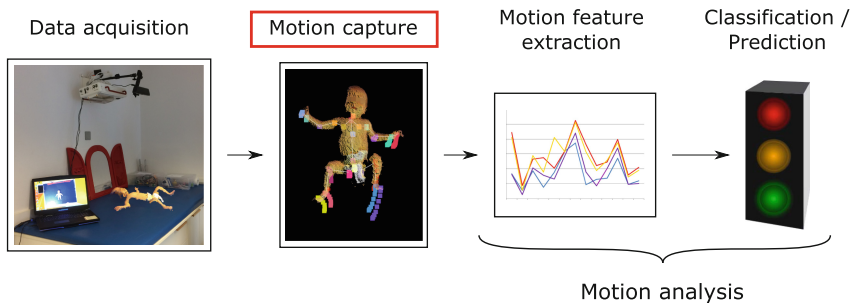 Data acquisition
Motion capture
Motion feature
extraction
Classification /
Prediction
Motion analysis